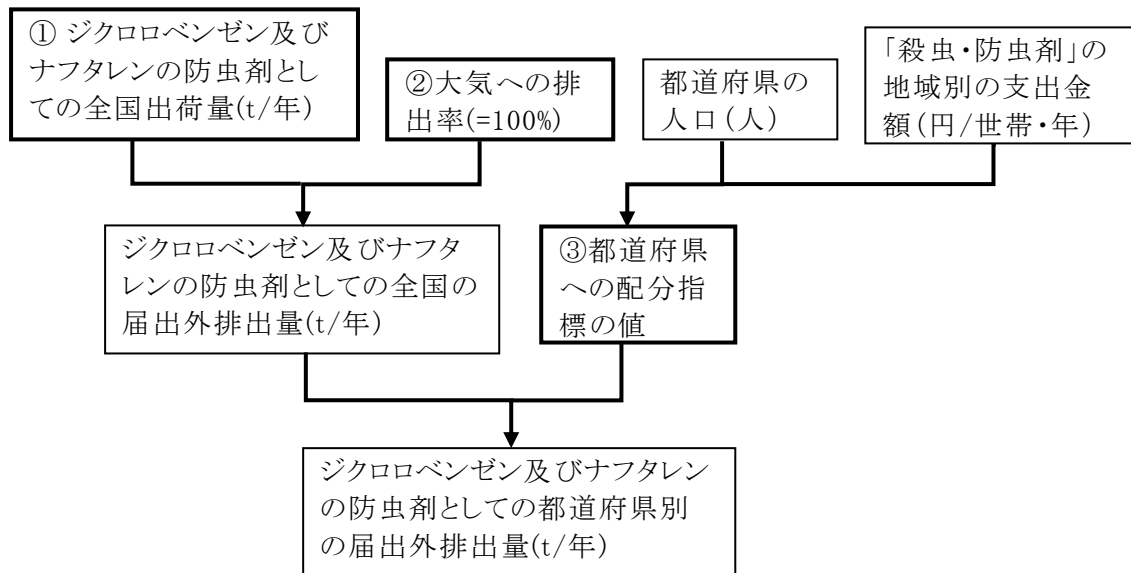 ① ジクロロベンゼン及び
ナフタレンの防虫剤とし
ての全国出荷量(t/年)
②大気への排
出率(=100%)
都道府県の
人口(人)
「殺虫・防虫剤」の
地域別の支出金
額(円/世帯・年)
ジクロロベンゼン及びナフタ
レンの防虫剤としての全国の
届出外排出量(t/年)
③都道府県
への配分指
標の値
ジクロロベンゼン及びナフタレン
の防虫剤としての都道府県別
の届出外排出量(t/年)